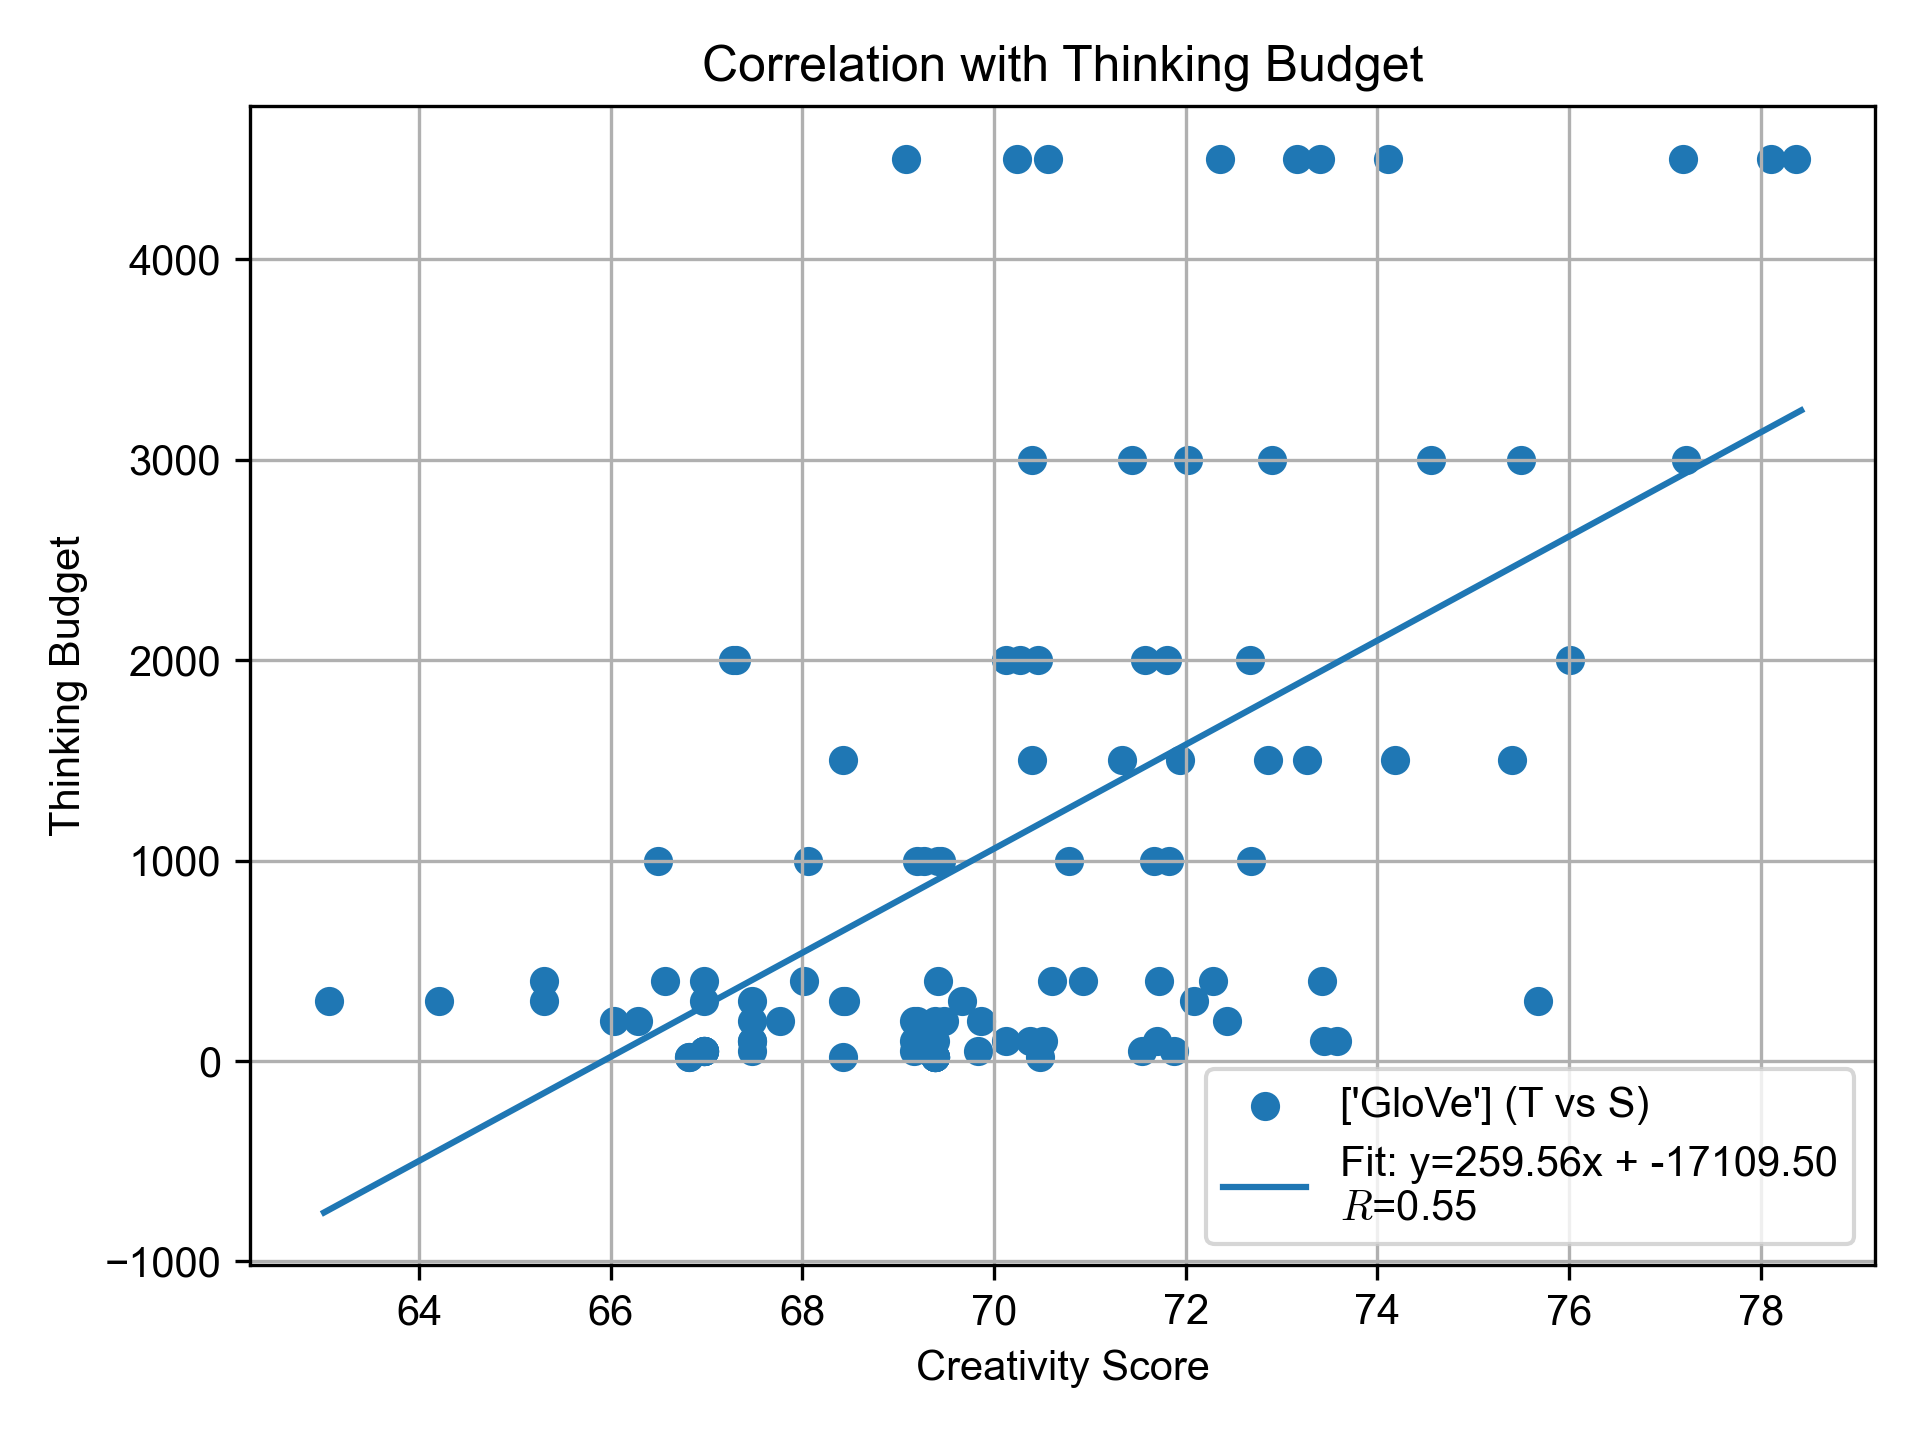 Correlation with Thinking Budget
Thinking Budget
4000
3000
2000
1000
0
−1000
64 66 68 70 72 74 76 78
Creativity Score
['GloVe'] (T vs S)
Fit: y=259.56x + -17109.50
R=0.55